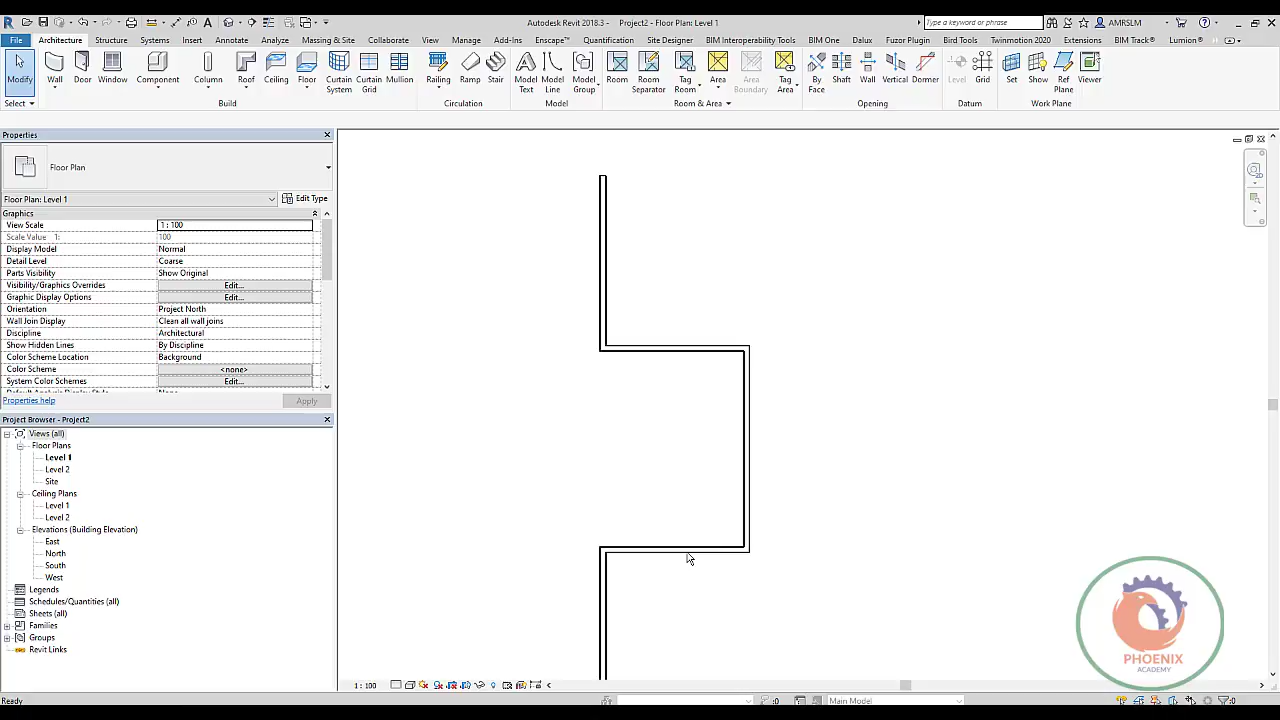 Autodesk Revit 2018.3 - Project2 - Floor Plan: Level 1
Type a keyword or phrase
AMRSLM
File Architecture Structure Systems Insert Annotate Analyze Massing & Site Collaborate View Manage Add-Ins Enscape™ Quantification Site Designer BIM Interoperability Tools BIM One Dalux Fuzor Plugin Bird Tools Twinmotion 2020 Extensions BIM Track® Lumion®
Modify Wall Door Window Component Column Roof Ceiling Floor Curtain System Curtain Grid Mullion Railing Ramp Stair Model Text Model Line Model Group Room Room Separator Tag Room Area Area Boundary Tag Area By Face Shaft Wall Vertical Dormer Level Grid Set Show Ref Plane Viewer
Select Build Circulation Model Room & Area Opening Datum Work Plane
Properties
Floor Plan
Floor Plan: Level 1 Edit Type
Graphics
View Scale 1 : 100
Scale Value 1: 100
Display Model Normal
Detail Level Coarse
Parts Visibility Show Original
Visibility/Graphics Overrides Edit...
Graphic Display Options Edit...
Orientation Project North
Wall Join Display Clean all wall joins
Discipline Architectural
Show Hidden Lines By Discipline
Color Scheme Location Background
Color Scheme <none>
System Color Schemes Edit...
Properties help Apply
Project Browser - Project2
Views (all)
Floor Plans
Level 1
Level 2
Site
Ceiling Plans
Level 1
Level 2
Elevations (Building Elevation)
East
North
South
West
Legends
Schedules/Quantities (all)
Sheets (all)
Families
Groups
Revit Links
PHOENIX
ACADEMY
1 : 100
Ready
:0
Main Model
:0